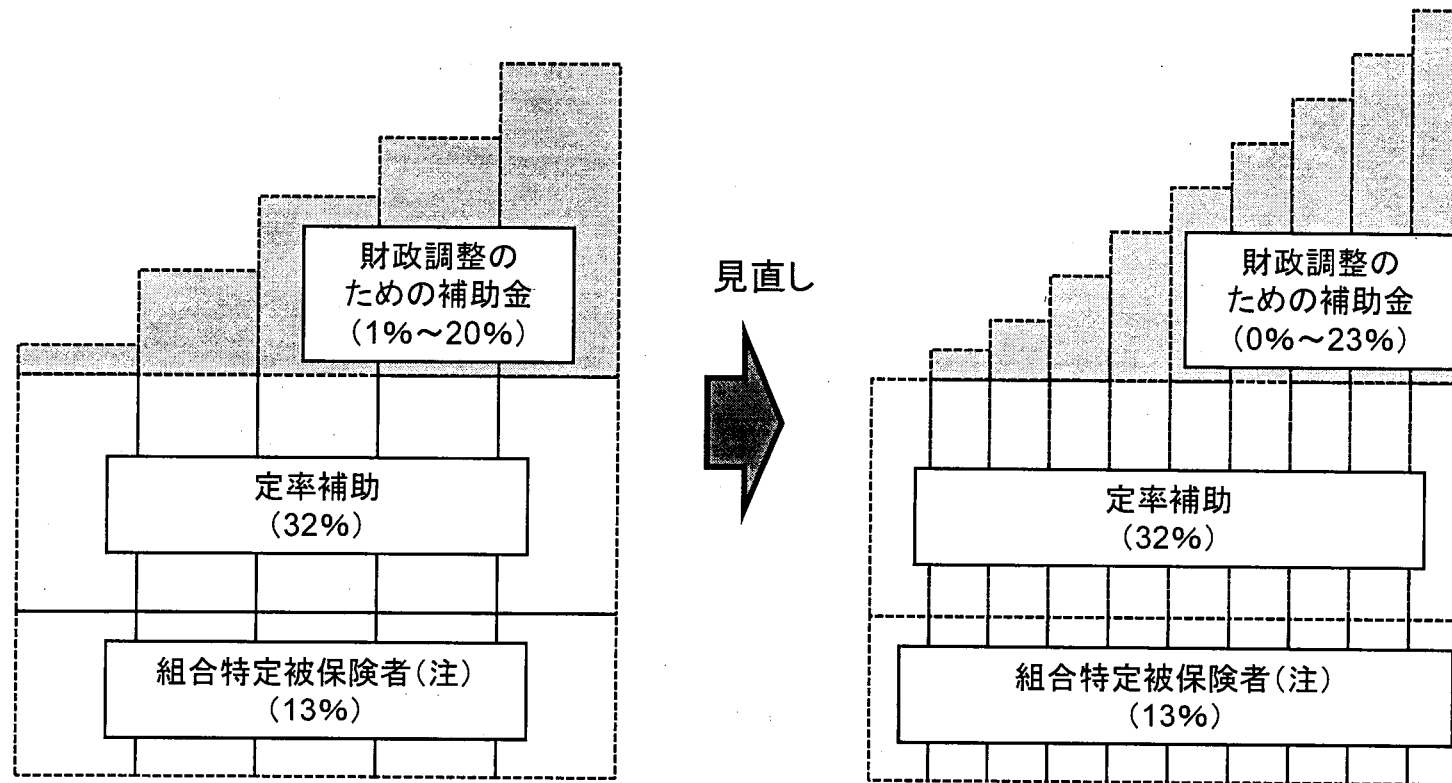 財政調整の
ための補助金
(1%～20%)
定率補助
(32%)
組合特定被保険者(注)
(13%)
見直し
財政調整の
ための補助金
(0%～23%)
定率補助
(32%)
組合特定被保険者(注)
(13%)